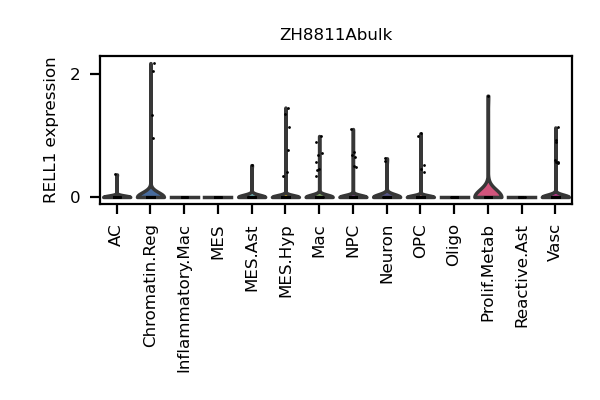 ZH8811Abulk
RELL1 expression
2
0
AC
Chromatin.Reg
Inflammatory.Mac
MES
MES.Ast
MES.Hyp
Mac
NPC
Neuron
OPC
Oligo
Prolif.Metab
Reactive.Ast
Vasc